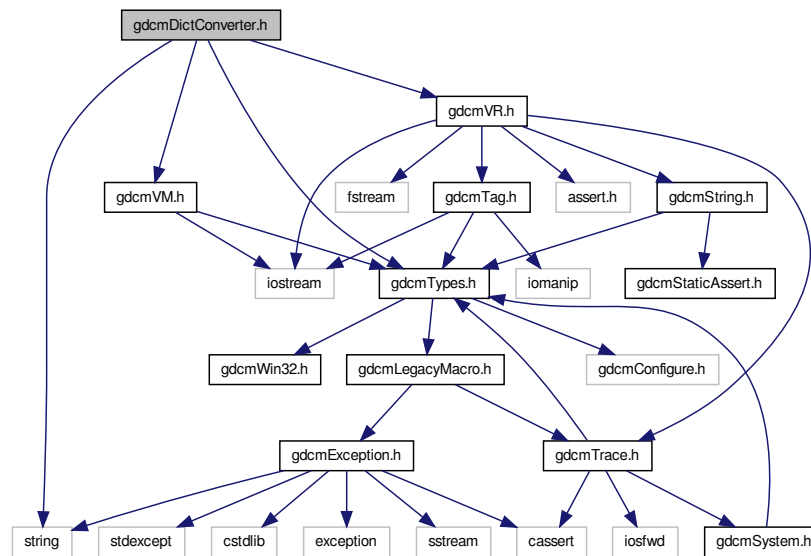 gdcmDictConverter.h
gdcmVR.h
gdcmVM.h
fstream
gdcmTag.h
assert.h
gdcmString.h
iostream
gdcmTypes.h
iomanip
gdcmStaticAssert.h
gdcmWin32.h
gdcmLegacyMacro.h
gdcmConfigure.h
gdcmException.h
gdcmTrace.h
string
stdexcept
cstdlib
exception
sstream
cassert
iosfwd
gdcmSystem.h